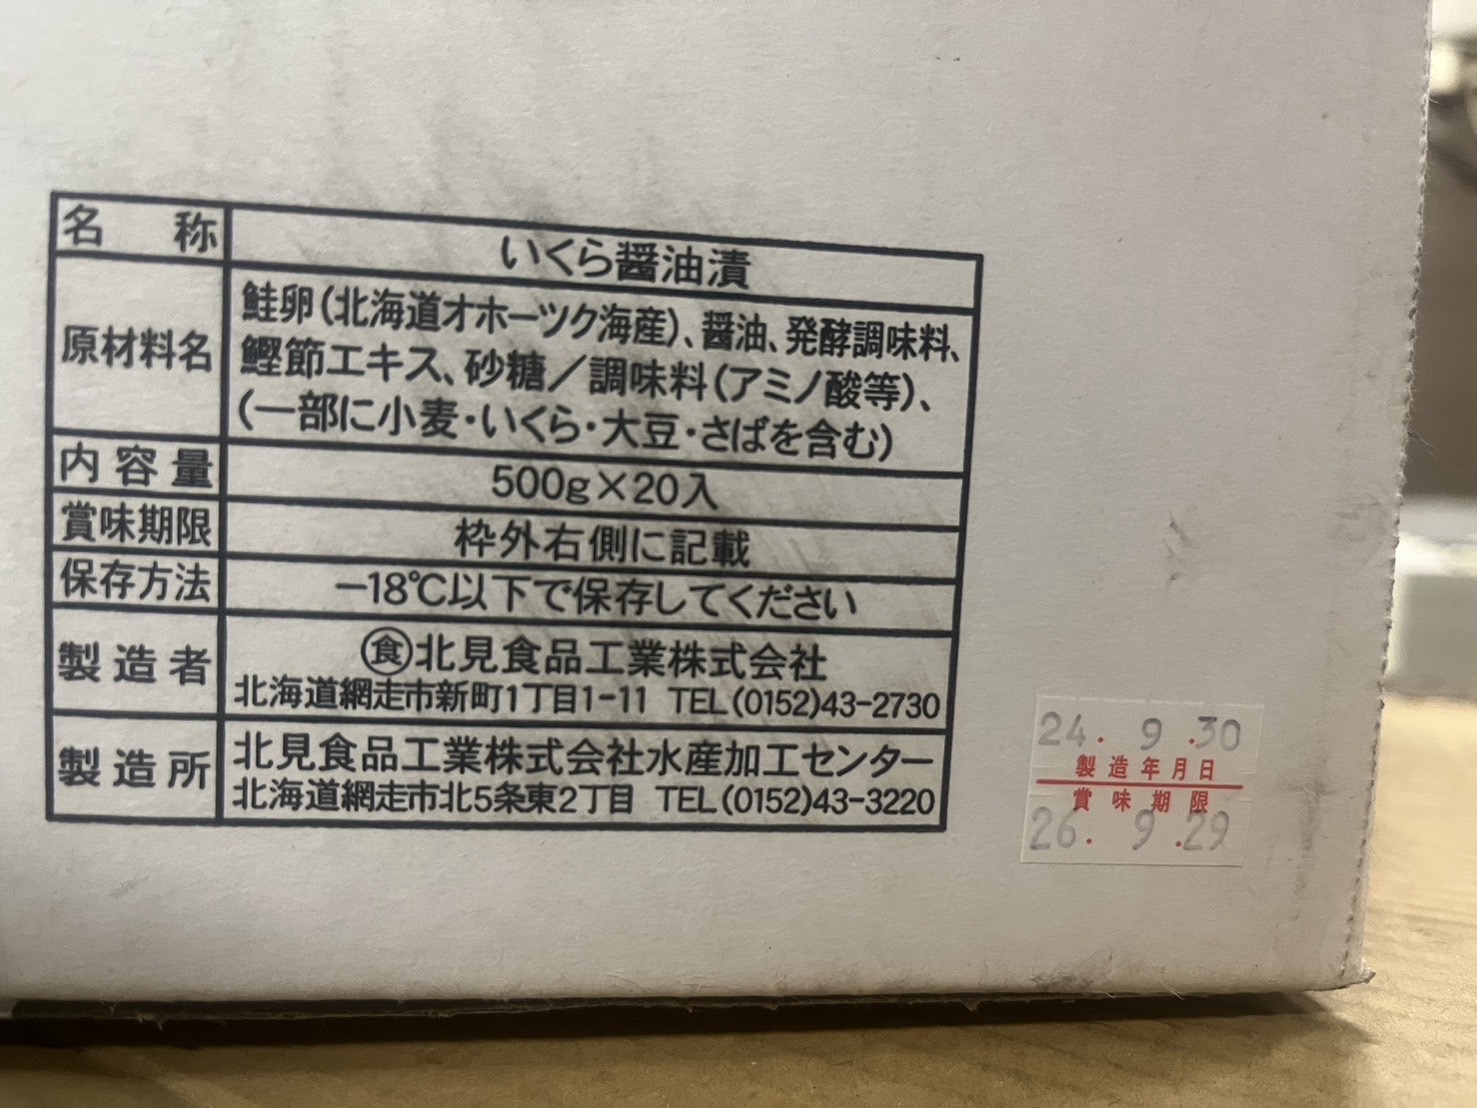 名称 いくら醤油漬
原材料名 鮭卵(北海道オホーツク海産)、醤油、発酵調味料、
鰹節エキス、砂糖／調味料(アミノ酸等)、
(一部に小麦・いくら・大豆・さばを含む)
内容量 500g×20入
賞味期限 枠外右側に記載
保存方法 −18℃以下で保存してください
製造者 食北見食品工業株式会社
北海道網走市新町1丁目1-11 TEL(0152)43-2730
製造所 北見食品工業株式会社水産加工センター
北海道網走市北5条東2丁目 TEL(0152)43-3220
24. 9 .30
製造年月日
賞味期限
26. 9 .29